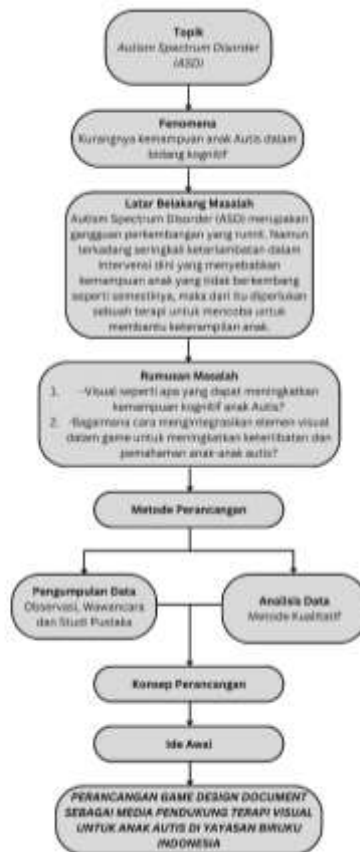 Topik
Autism Spectrum Disorder
(ASD)
Fenomena
Kurangnya kemampuan anak Autis dalam
bidang kognitif
Latar Belakang Masalah
Autism Spectrum Disorder (ASD) merupakan
gangguan perkembangan yang rumit. Namun
terkadang seringkali keterlambatan dalam
intervensi dini yang menyebabkan
kemampuan anak yang tidak berkembang
seperti semestinya, maka dari itu diperlukan
sebuah terapi untuk mencoba untuk
membantu keterampilan anak.
Rumusan Masalah
1. -Visual seperti apa yang dapat meningkatkan
kemampuan kognitif anak Autis?
2. -Bagaimana cara mengintegrasikan elemen visual
dalam game untuk meningkatkan keterlibatan dan
pemahaman anak-anak autis?
Metode Perancangan
Pengumpulan Data
Observasi, Wawancara
dan Studi Pustaka
Analisis Data
Metode Kualitatif
Konsep Perancangan
Ide Awal
PERANCANGAN GAME DESIGN DOCUMENT
SEBAGAI MEDIA PENDUKUNG TERAPI VISUAL
UNTUK ANAK AUTIS DI YAYASAN BIRUKU
INDONESIA